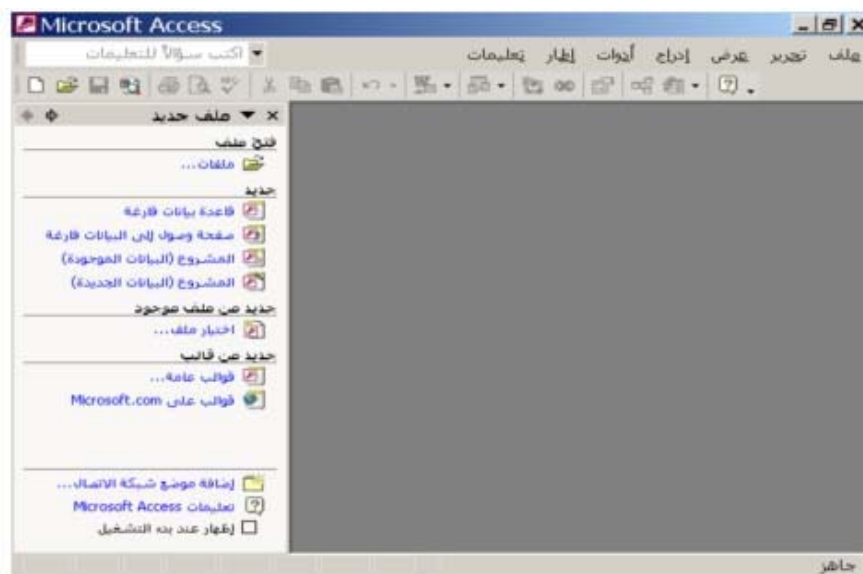 Microsoft Access
ملف تحرير عرض إدراج أدوات إطار تعليمات
اكتب سؤالاً للتعليمات
ملف جديد
فتح ملف
ملفات...
جديد
قاعدة بيانات فارغة
صفحة وصول إلى البيانات فارغة
المشروع (البيانات الموجودة)
المشروع (البيانات الجديدة)
جديد من ملف موجود
اختيار ملف...
جديد من قالب
قوالب عامة...
قوالب على Microsoft.com
إضافة موضع شبكة الاتصال...
تعليمات Microsoft Access
إظهار عند بدء التشغيل
جاهز